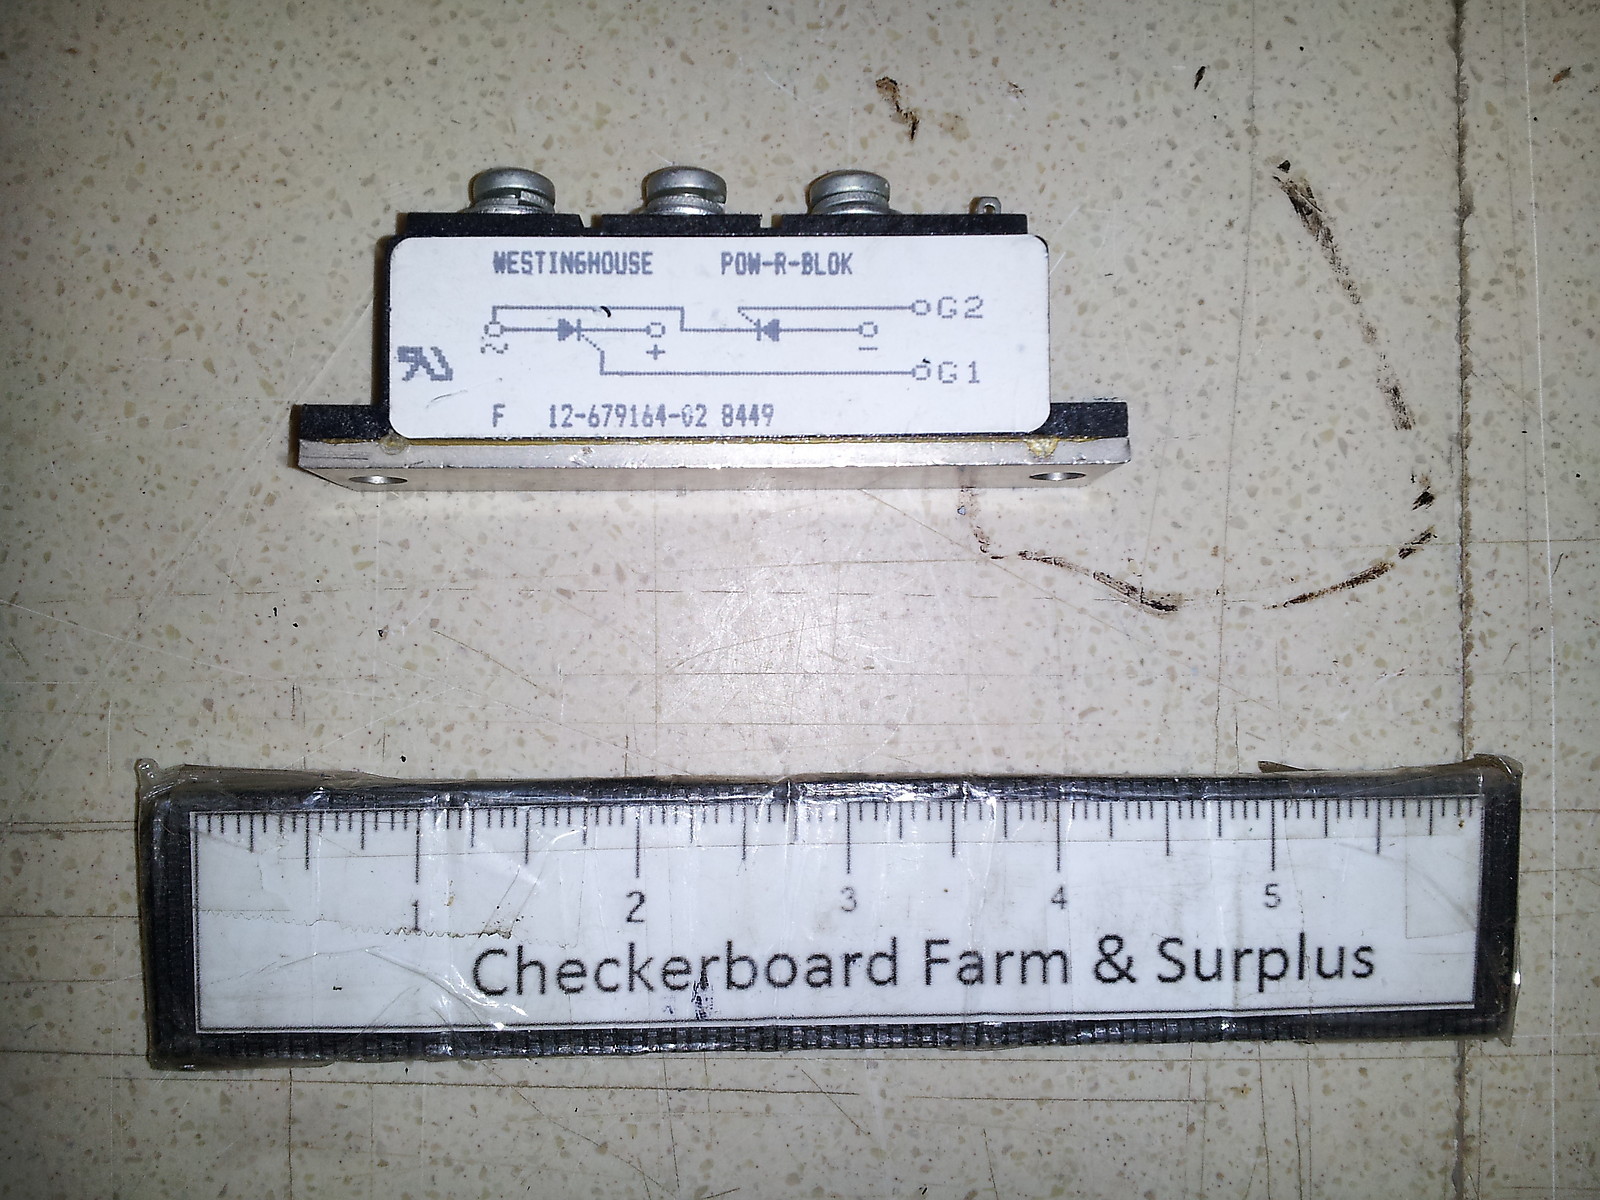 WESTINGHOUSE POW-R-BLOK
G2
~ + -
G1
F 12-679164-02 8449
1 2 3 4 5
Checkerboard Farm & Surplus